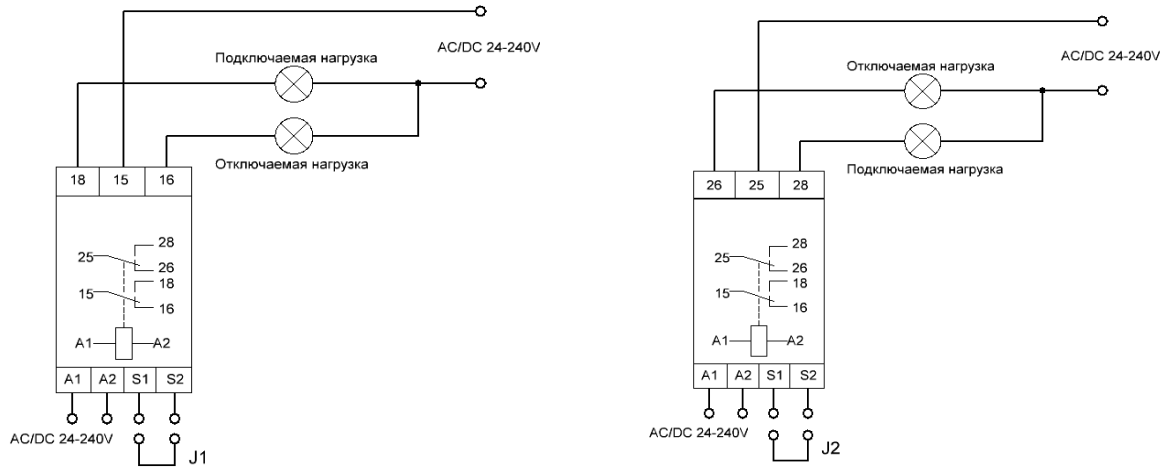 AC/DC 24-240V
Подключаемая нагрузка
Отключаемая нагрузка
18 15 16
28
25
26
18
15
16
A1 A2
A1 A2 S1 S2
AC/DC 24-240V
J1
AC/DC 24-240V
Отключаемая нагрузка
Подключаемая нагрузка
26 25 28
28
25
26
18
15
16
A1 A2
A1 A2 S1 S2
AC/DC 24-240V
J2